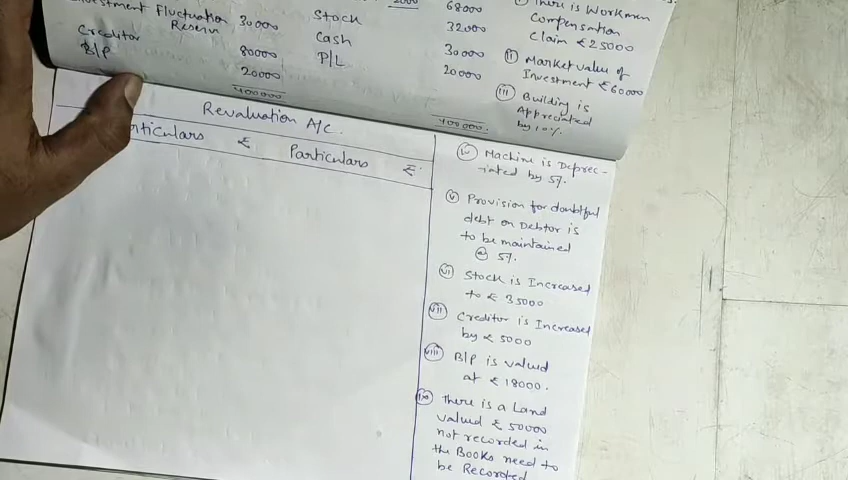 2000
68000
There is Workmen
Compensation
Claim ₹ 25000
Investment Fluctuation
Reserve
30000
Stock
32000
Creditor
80000
Cash
30000
B/P
20000
P/L
20000
400000
400000
(ii) Market value of
Investment ₹ 60000
(iii) Building is
Appreciated
by 10%.
Revaluation A/c.
₹
Particulars
₹
(iv) Machine is Deprec-
iated by 5%.
(v) Provision for doubtful
debt on Debtor is
to be maintained
@ 5%.
(vi) Stock is Increased
to ₹ 35000
(vii) Creditor is Increased
by ₹ 5000
(viii) B/P is valued
at ₹ 18000.
(ix) There is a Land
valued ₹ 50000
not recorded in
the Books need to
be Recorded